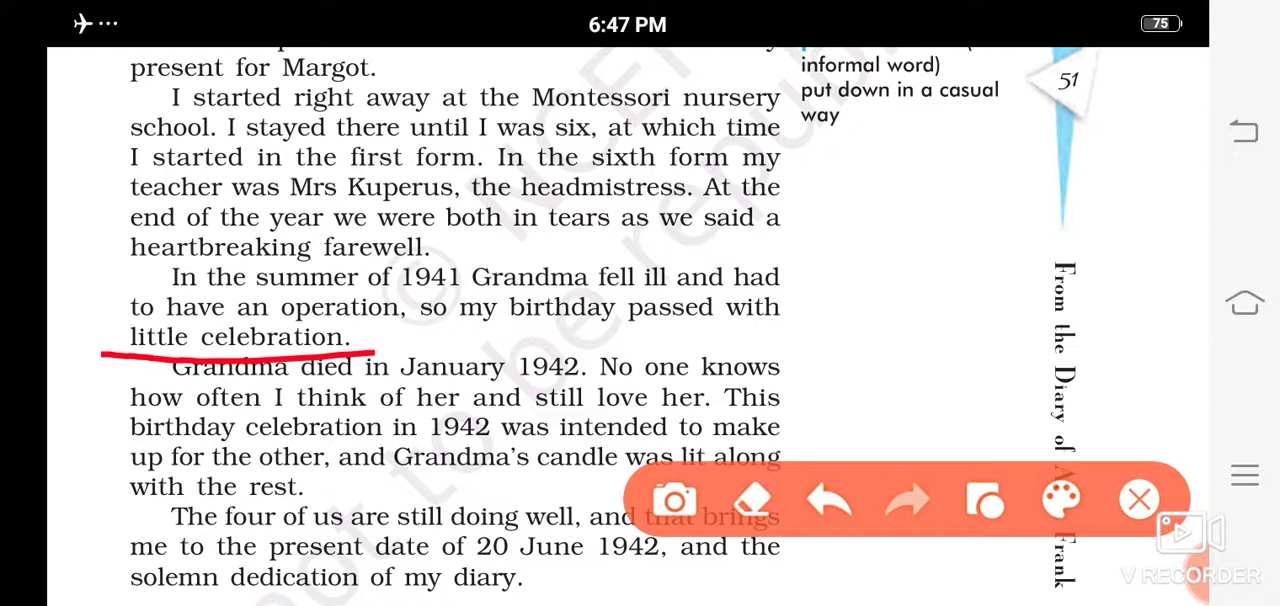 6:47 PM
75
present for Margot.
I started right away at the Montessori nursery
school. I stayed there until I was six, at which time
I started in the first form. In the sixth form my
teacher was Mrs Kuperus, the headmistress. At the
end of the year we were both in tears as we said a
heartbreaking farewell.
In the summer of 1941 Grandma fell ill and had
to have an operation, so my birthday passed with
little celebration.
Grandma died in January 1942. No one knows
how often I think of her and still love her. This
birthday celebration in 1942 was intended to make
up for the other, and Grandma's candle was lit along
with the rest.
The four of us are still doing well, and that brings
me to the present date of 20 June 1942, and the
solemn dedication of my diary.
informal word)
put down in a casual
way
51
From the Diary of A Frank
© NCE
not to be republ
V RECORDER